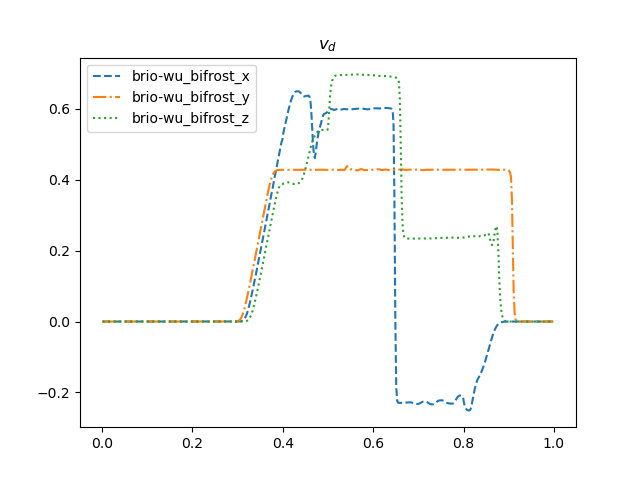 v_d
brio-wu_bifrost_x
brio-wu_bifrost_y
brio-wu_bifrost_z
0.6
0.4
0.2
0.0
−0.2
0.0 0.2 0.4 0.6 0.8 1.0